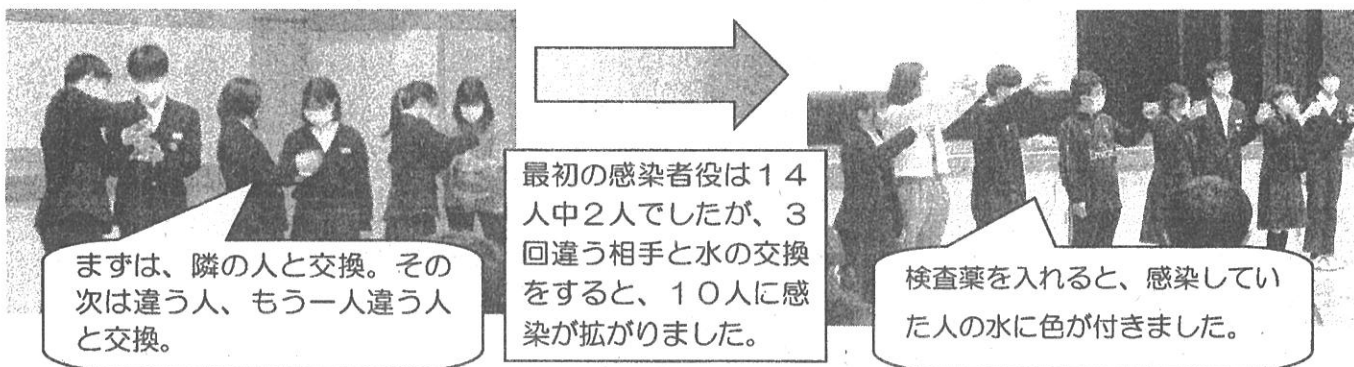 まずは、隣の人と交換。その
次は違う人、もう一人違う人
と交換。
最初の感染者役は１４
人中２人でしたが、３
回違う相手と水の交換
をすると、１０人に感
染が拡がりました。
検査薬を入れると、感染してい
た人の水に色が付きました。